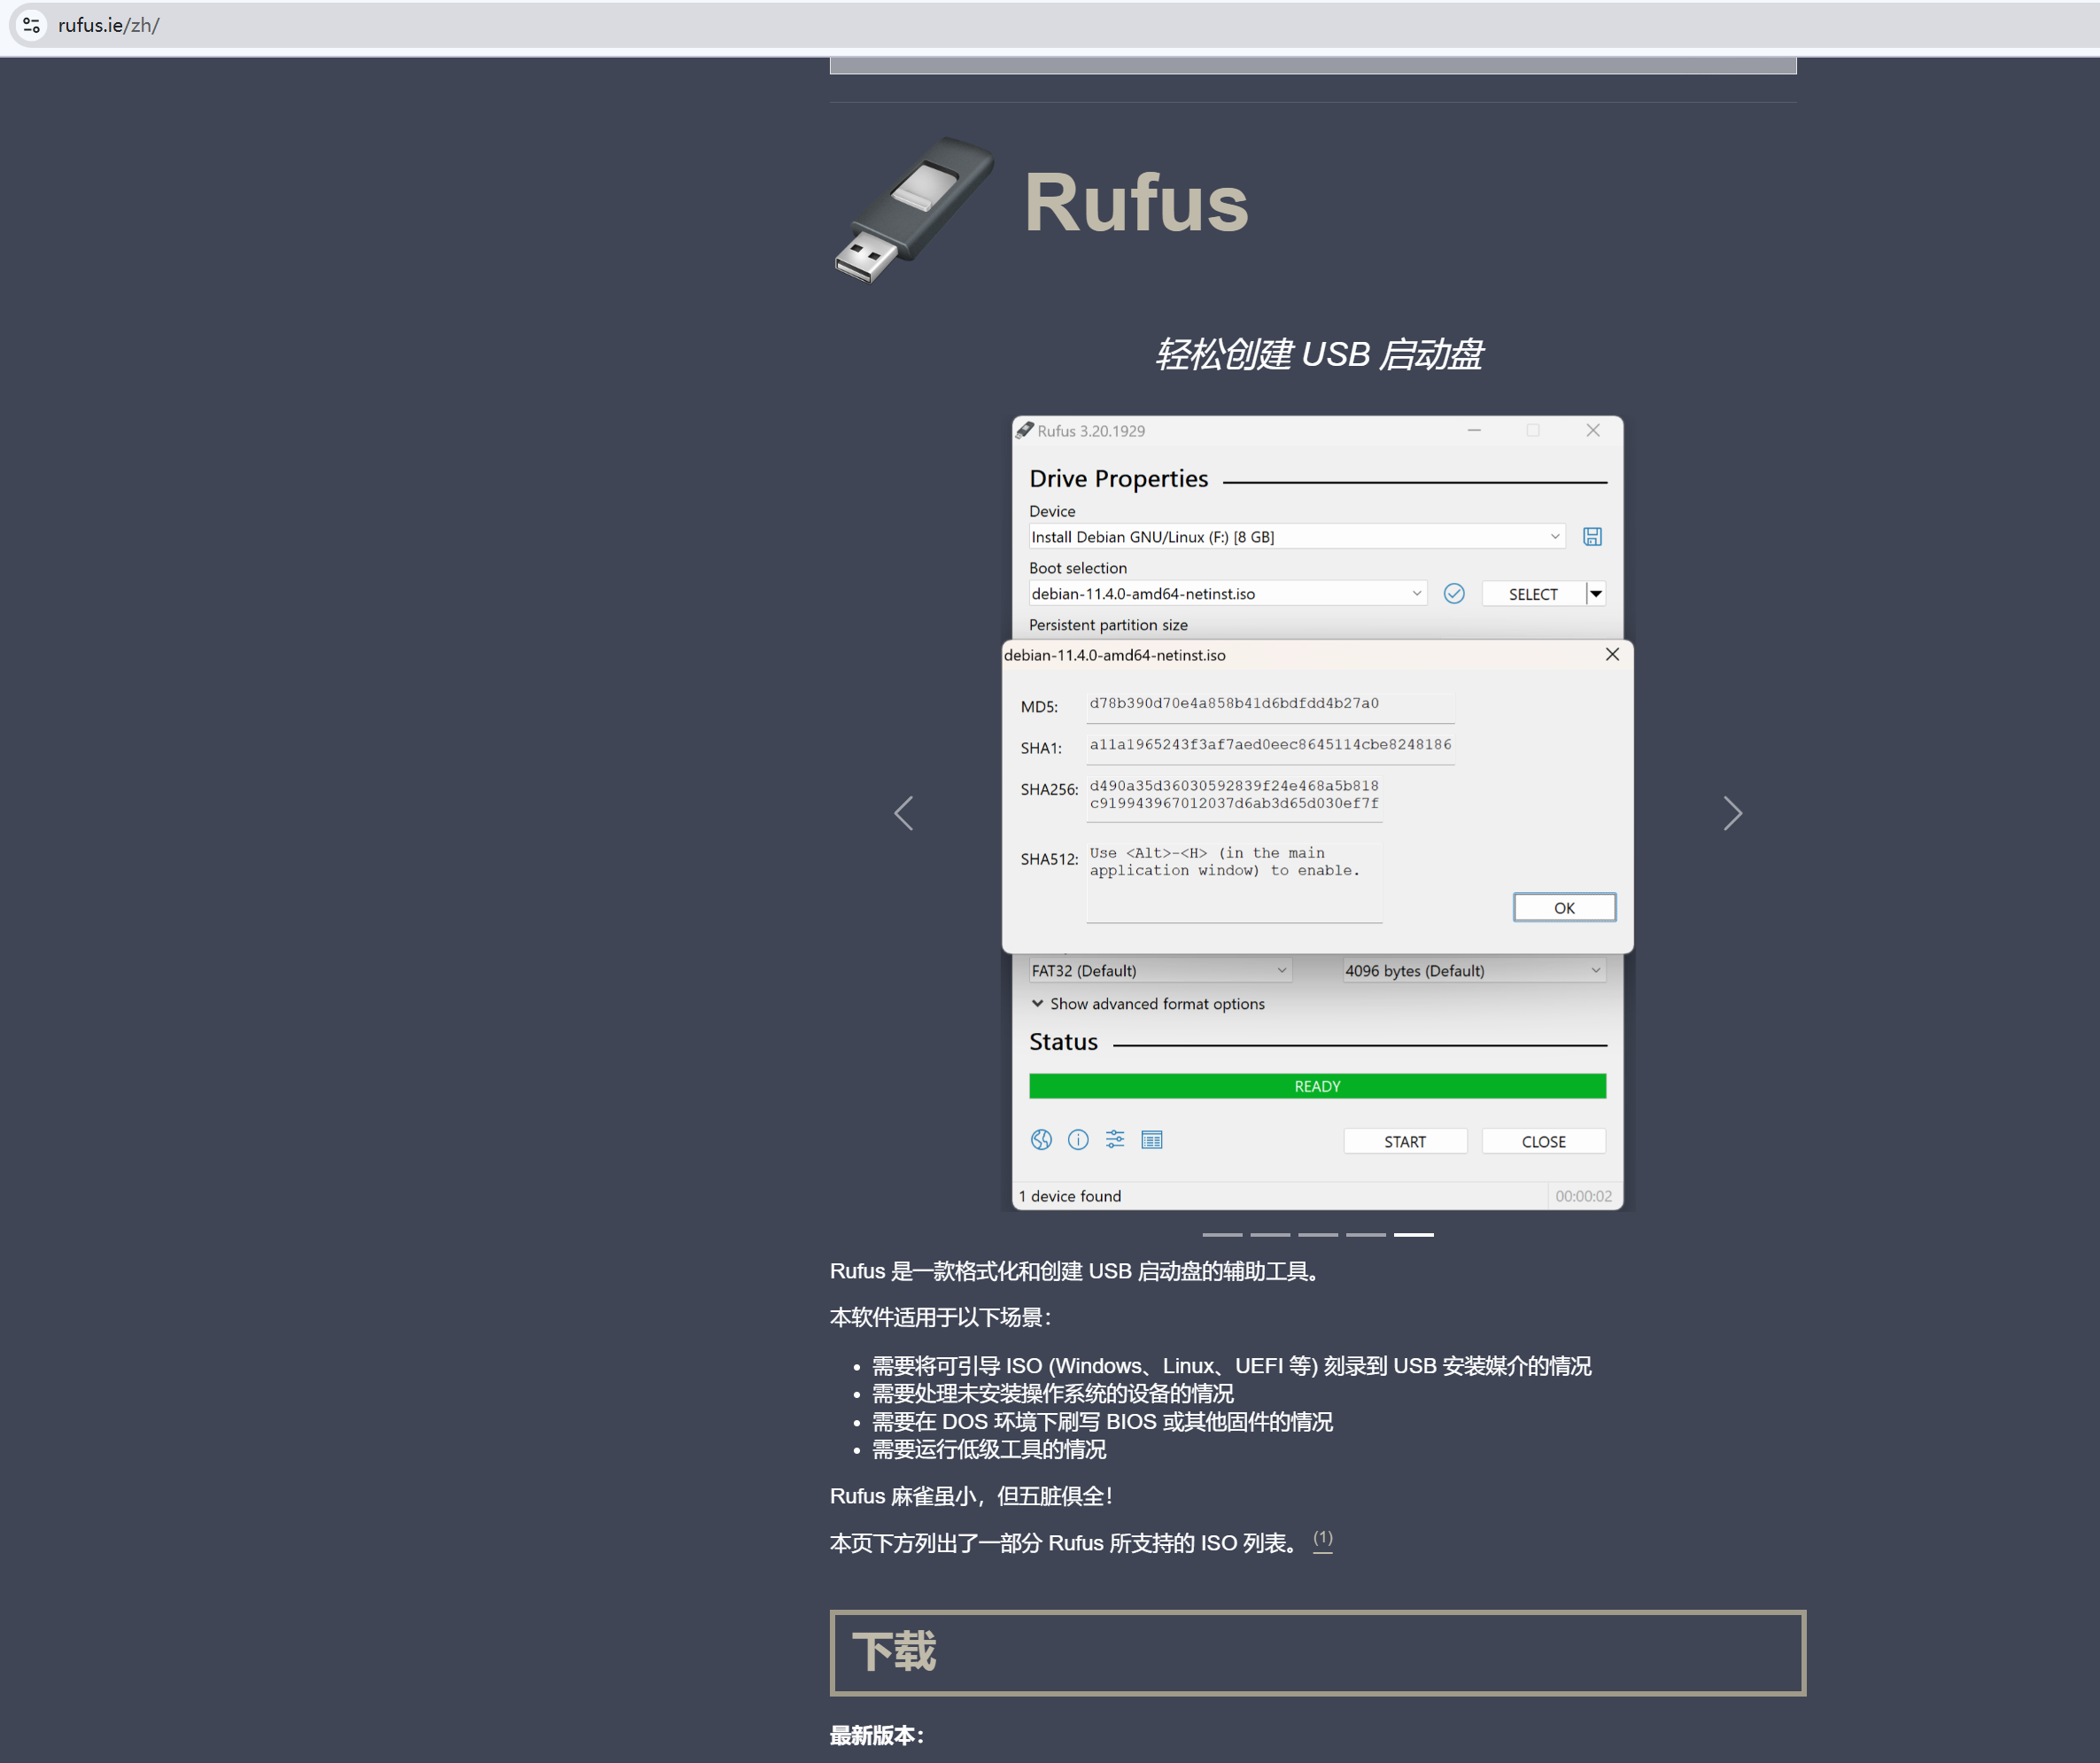 rufus.ie/zh/
Rufus
轻松创建 USB 启动盘
Rufus 3.20.1929
Drive Properties
Device
Install Debian GNU/Linux (F:) [8 GB]
Boot selection
debian-11.4.0-amd64-netinst.iso
SELECT
Persistent partition size
debian-11.4.0-amd64-netinst.iso
MD5:
d78b390d70e4a858b41d6bdfdd4b27a0
SHA1:
a11a1965243f3af7aed0eec8645114cbe8248186
SHA256:
d490a35d36030592839f24e468a5b818
c919943967012037d6ab3d65d030ef7f
SHA512:
Use <Alt>-<H> (in the main
application window) to enable.
OK
FAT32 (Default)
4096 bytes (Default)
Show advanced format options
Status
READY
START
CLOSE
1 device found
00:00:02
Rufus 是一款格式化和创建 USB 启动盘的辅助工具。
本软件适用于以下场景：
• 需要将可引导 ISO (Windows、Linux、UEFI 等) 刻录到 USB 安装媒介的情况
• 需要处理未安装操作系统的设备的情况
• 需要在 DOS 环境下刷写 BIOS 或其他固件的情况
• 需要运行低级工具的情况
Rufus 麻雀虽小，但五脏俱全！
本页下方列出了一部分 Rufus 所支持的 ISO 列表。 (1)
下载
最新版本：